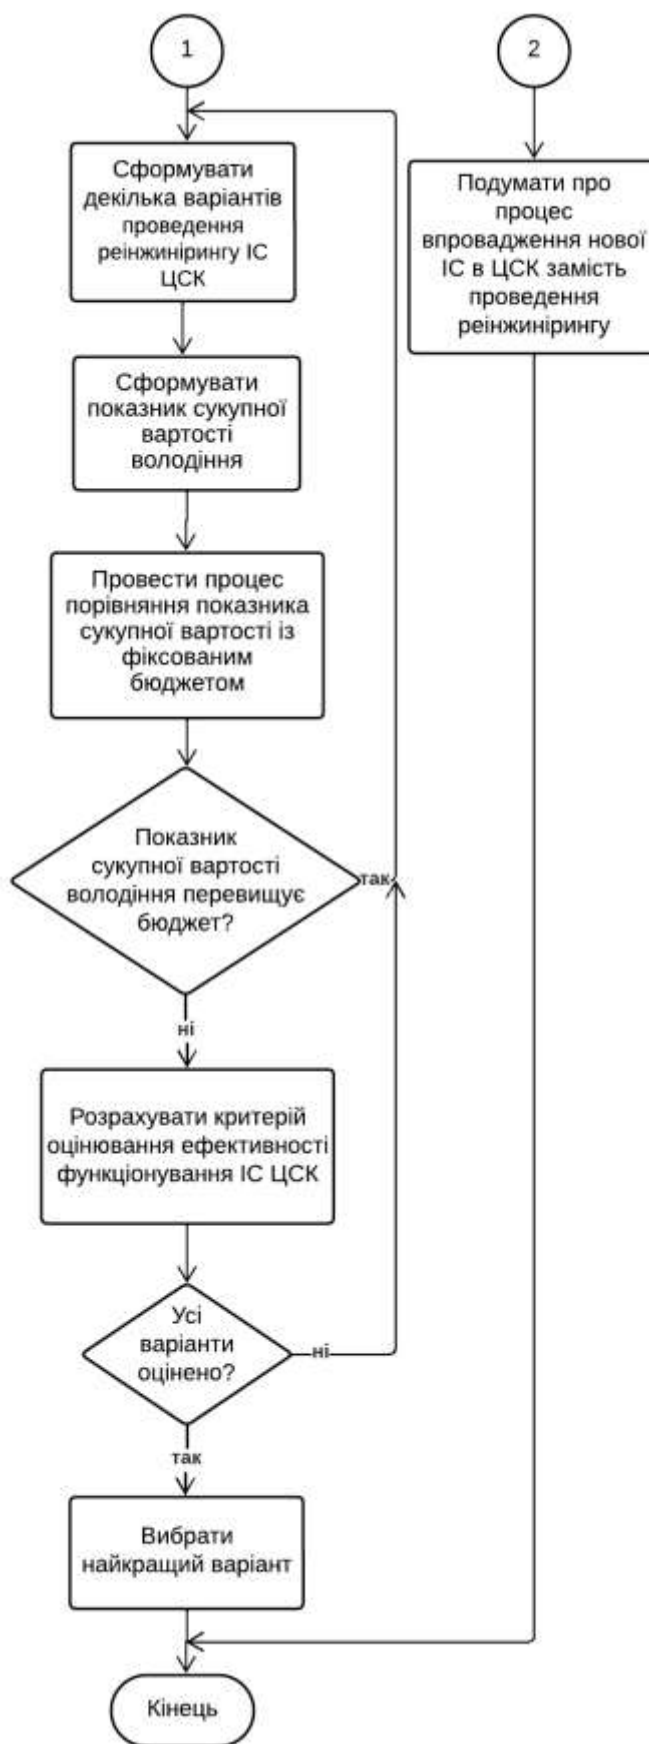 1
2
Сформувати
декілька варіантів
проведення
реінжинірингу ІС
ЦСК
Подумати про
процес
впровадження нової
ІС в ЦСК замість
проведення
реінжинірингу
Сформувати
показник сукупної
вартості
володіння
Провести процес
порівняння показника
сукупної вартості із
фіксованим
бюджетом
Показник
сукупної вартості
володіння перевищує
бюджет?
так
ні
Розрахувати критерій
оцінювання ефективності
функціонування ІС ЦСК
Усі
варіанти
оцінено?
ні
так
Вибрати
найкращий варіант
Кінець